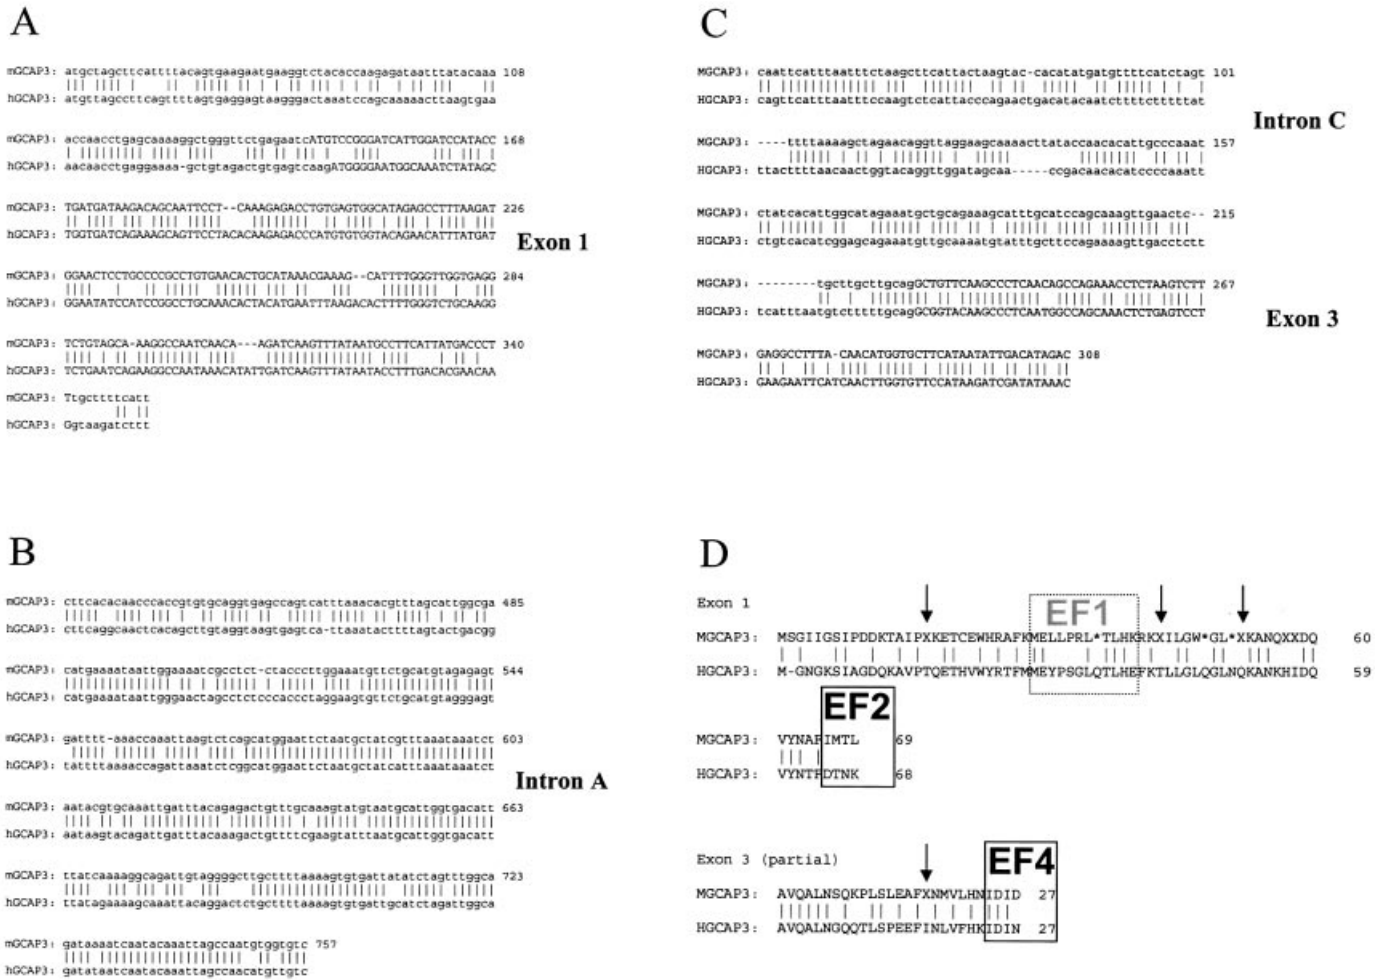 A
mGCAP3: atgctagcttcattttacagtgaagaatgaaggtctacaccaagagataatttatacaaa 108
hGCAP3: atgttagccttcagttttagtgaggagtaagggactaaatccagcaaaaacttaagtgaa
mGCAP3: accaacctgagcaaaaggctgggttctgagaatcATGTCCGGGATCATTGGATCCATACC 168
hGCAP3: aacaacctgaggaaaa-gctgtagactgtgagtcaagATGGGGAATGGCAAATCTATAGC
mGCAP3: TGATGATAAGACAGCAATTCCT--CAAAGAGACCTGTGAGTGGCATAGAGCCTTTAAGAT 226
hGCAP3: TGGTGATCAGAAAGCAGTTCCTACACAAGAGACCCATGTGTGGTACAGAACATTTATGAT
Exon 1
mGCAP3: GGAACTCCTGCCCCGCCTGTGAACACTGCATAAACGAAAG--CATTTTGGGTTGGTGAGG 284
hGCAP3: GGAATATCCATCCGGCCTGCAAACACTACATGAATTTAAGACACTTTTGGGTCTGCAAGG
mGCAP3: TCTGTAGCA-AAGGCCAATCAACA---AGATCAAGTTTATAATGCCTTCATTATGACCCT 340
hGCAP3: TCTGAATCAGAAGGCCAATAAACATATTGATCAAGTTTATAATACCTTTGACACGAACAA
mGCAP3: Ttgcttttcatt
hGCAP3: Ggtaagatcttt
B
mGCAP3: cttcacacaacccaccgtgtgcaggtgagccagtcatttaaacacgtttagcattggcga 485
hGCAP3: cttcaggcaactcacagcttgtaggtaagtgagtca-ttaaatacttttagtactgacgg
mGCAP3: catgaaaataattggaaaatcgcctct-ctacccttggaaatgttctgcatgtagagagt 544
hGCAP3: catgaaaataattgggaactagcctctcccaccctaggaagtgttctgcatgtagggagt
mGCAP3: gatttt-aaaccaaattaagtctcagcatggaattctaatgctatcgtttaaataaatct 603
hGCAP3: tattttaaaaccagattaaatctcggcatggaattctaatgctatcatttaaataaatct
Intron A
mGCAP3: aatacgtgcaaattgatttacagagactgtttgcaaagtatgtaatgcattggtgacatt 663
hGCAP3: aataagtacagattgatttacaaagactgttttcgaagtatttaatgcattggtgacatt
mGCAP3: ttatcaaaaggcagattgtaggggcttgcttttaaaagtgtgattatatctagtttggca 723
hGCAP3: ttatagaaaagcaaattacaggactctgcttttaaaagtgtgattgcatctagattggca
mGCAP3: gataaaatcaatacaaattagccaatgtggtgtc 757
hGCAP3: gatataatcaatacaaattagccaacatgttgtc
C
MGCAP3: caattcatttaatttctaagcttcattactaagtac-cacatatgatgttttcatctagt 101
HGCAP3: cagttcatttaatttccaagtctcattacccagaactgacatacaatcttttctttttat
Intron C
MGCAP3: ----ttttaaaagctagaacaggttaggaagcaaaacttataccaacacattgcccaaat 157
HGCAP3: ttacttttaacaactggtacaggttggatagcaa-----ccgacaacacatccccaaatt
MGCAP3: ctatcacattggcatagaaatgctgcagaaagcatttgcatccagcaaagttgaactc-- 215
HGCAP3: ctgtcacatcggagcagaaatgttgcaaaatgtatttgcttccagaaaagttgacctctt
MGCAP3: --------tgcttgcttgcagGCTGTTCAAGCCCTCAACAGCCAGAAACCTCTAAGTCTT 267
HGCAP3: tcatttaatgtctttttgcagGCGGTACAAGCCCTCAATGGCCAGCAAACTCTGAGTCCT
Exon 3
MGCAP3: GAGGCCTTTA-CAACATGGTGCTTCATAATATTGACATAGAC 308
HGCAP3: GAAGAATTCATCAACTTGGTGTTCCATAAGATCGATATAAAC
D
Exon 1
EF1
MGCAP3: MSGIIGSIPDDKTAIPXKETCEWHRAFKMELLPRL*TLHKRKXILGW*GL*XKANQXXDQ 60
HGCAP3: M-GNGKSIAGDQKAVPTQETHVWYRTFMMEYPSGLQTLHEFKTLLGLQGLNQKANKHIDQ 59
EF2
MGCAP3: VYNAFIMTL 69
HGCAP3: VYNTFDTNK 68
Exon 3 (partial)
EF4
MGCAP3: AVQALNSQKPLSLEAFXNMVLHNIDID 27
HGCAP3: AVQALNGQQTLSPEEFINLVFHKIDIN 27